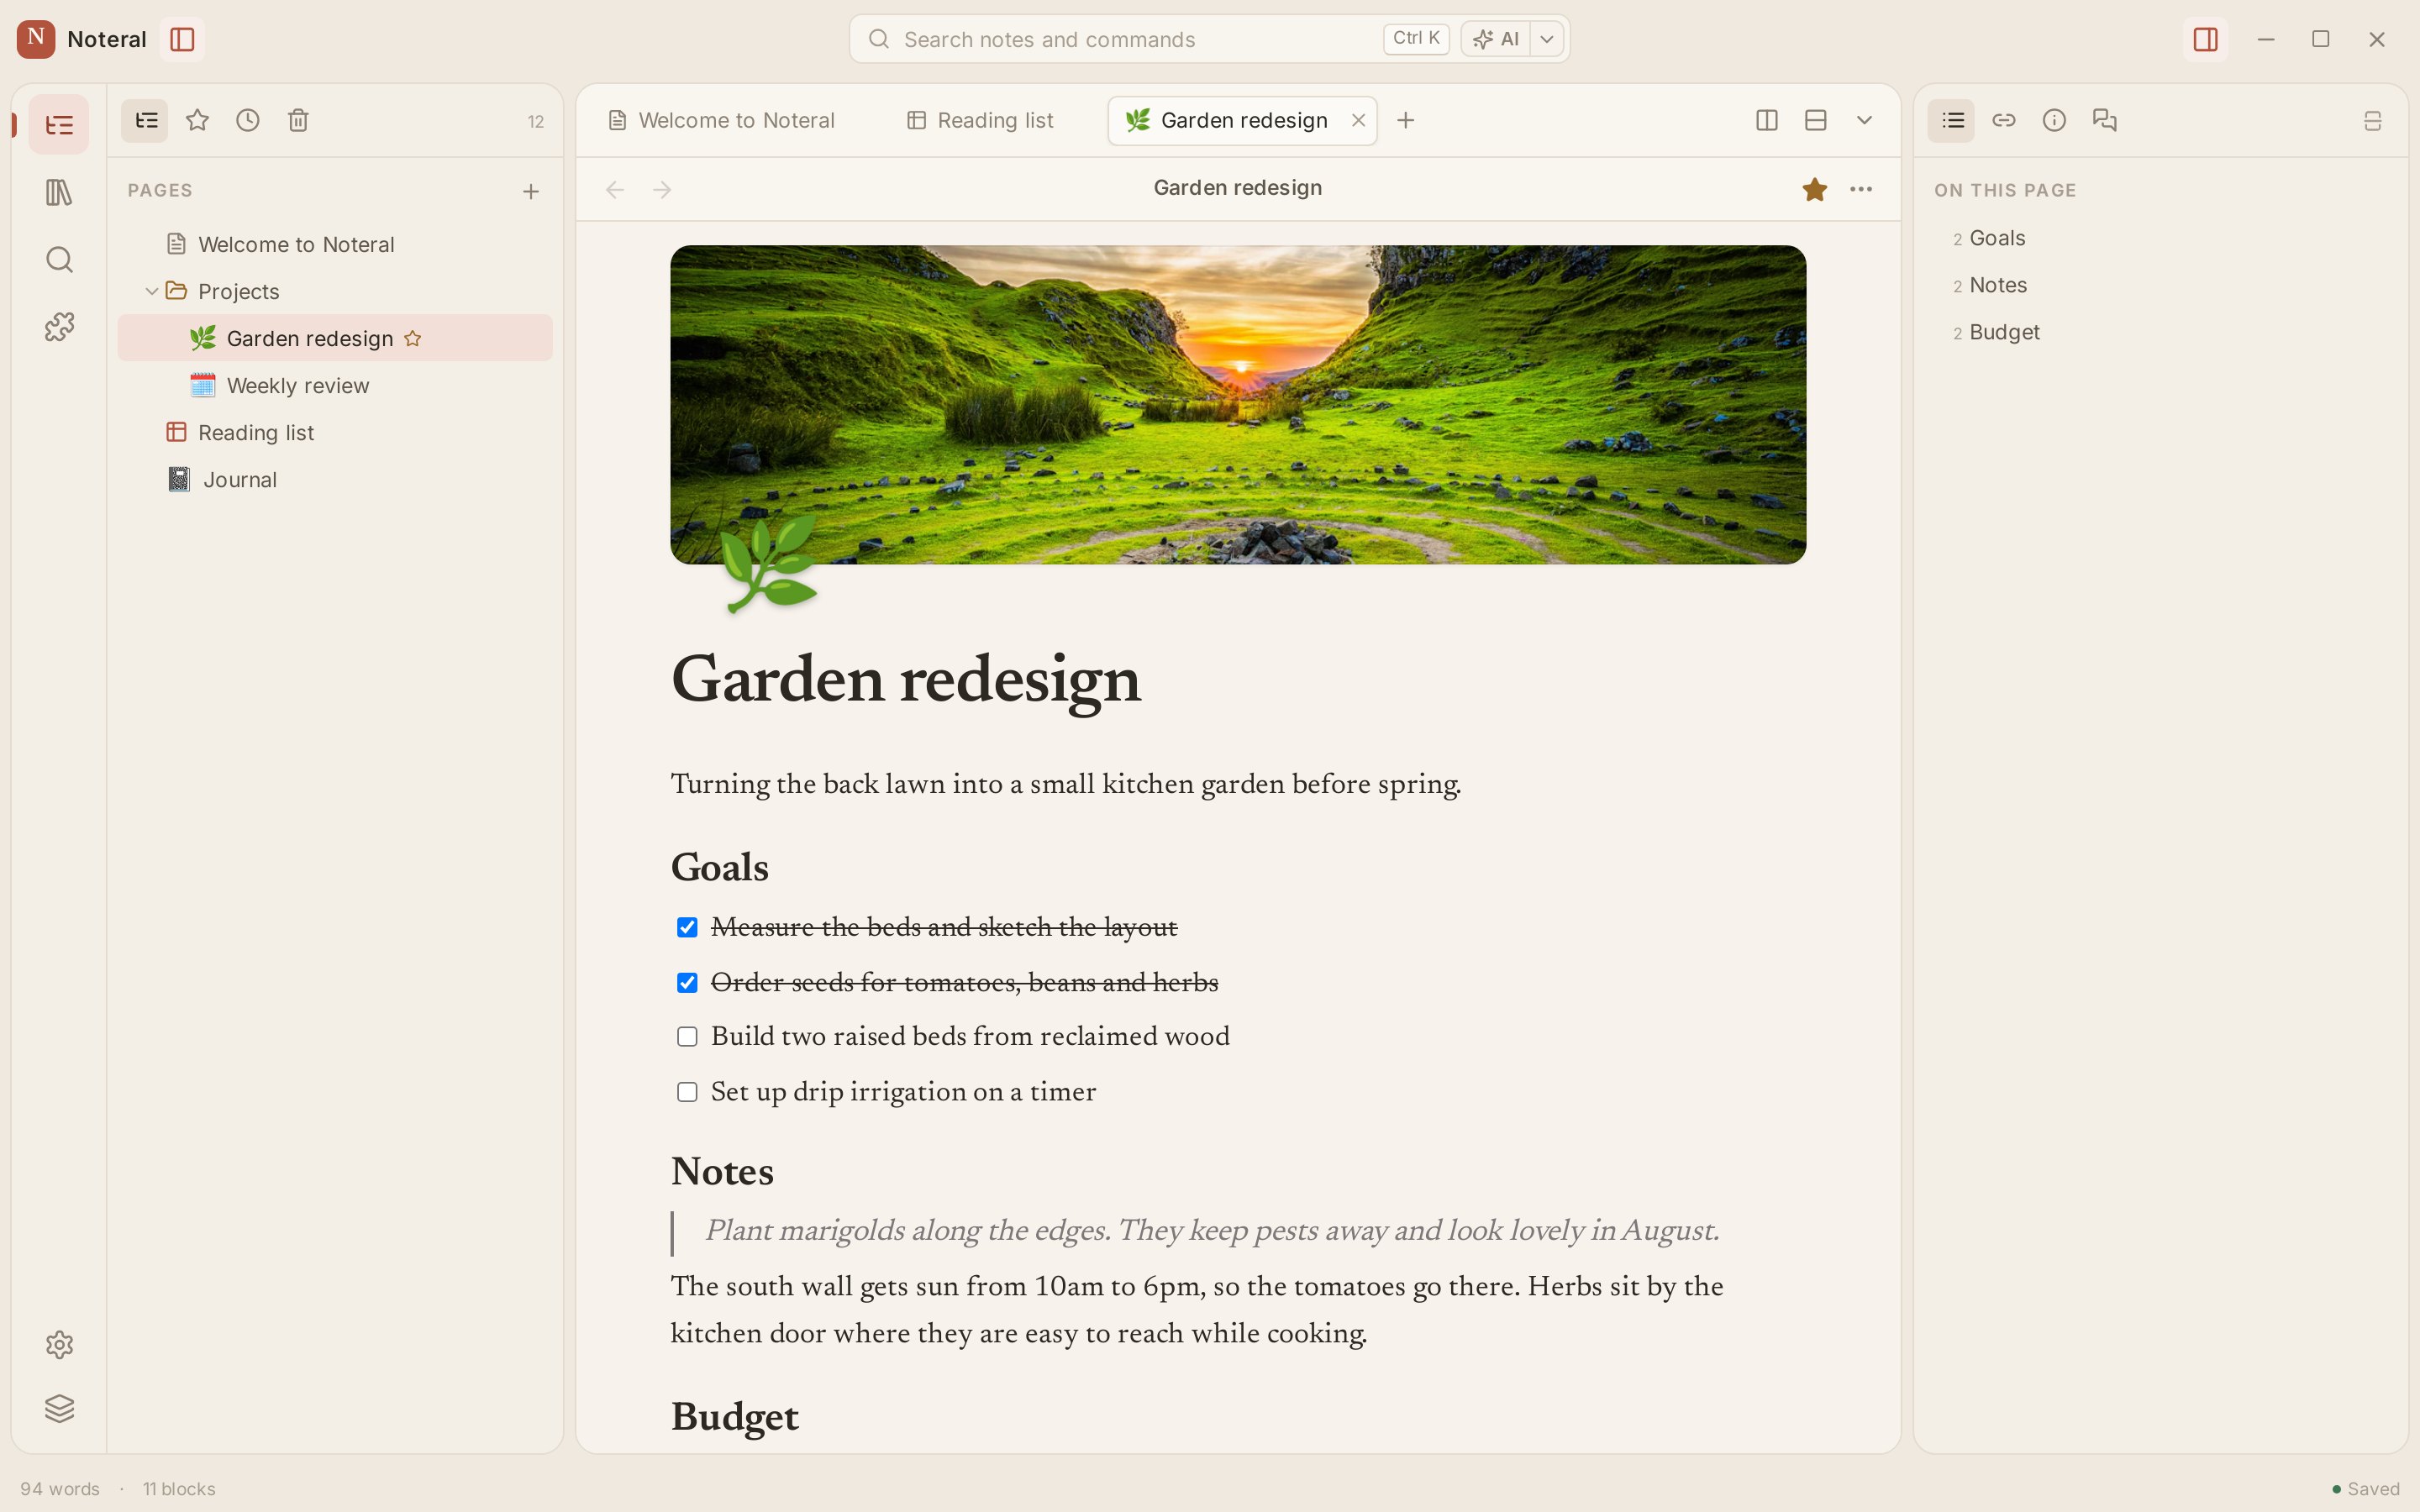 N Noteral
Search notes and commands Ctrl K AI
12
PAGES
Welcome to Noteral
Projects
Garden redesign
Weekly review
Reading list
Journal
Welcome to Noteral Reading list Garden redesign
Garden redesign
Garden redesign
Turning the back lawn into a small kitchen garden before spring.
Goals
Measure the beds and sketch the layout
Order seeds for tomatoes, beans and herbs
Build two raised beds from reclaimed wood
Set up drip irrigation on a timer
Notes
Plant marigolds along the edges. They keep pests away and look lovely in August.
The south wall gets sun from 10am to 6pm, so the tomatoes go there. Herbs sit by the
kitchen door where they are easy to reach while cooking.
Budget
ON THIS PAGE
2 Goals
2 Notes
2 Budget
94 words · 11 blocks
Saved